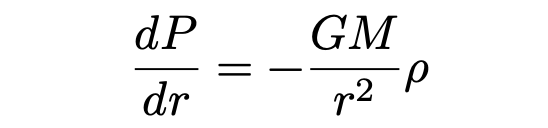 dP/dr = −GM/r² ρ